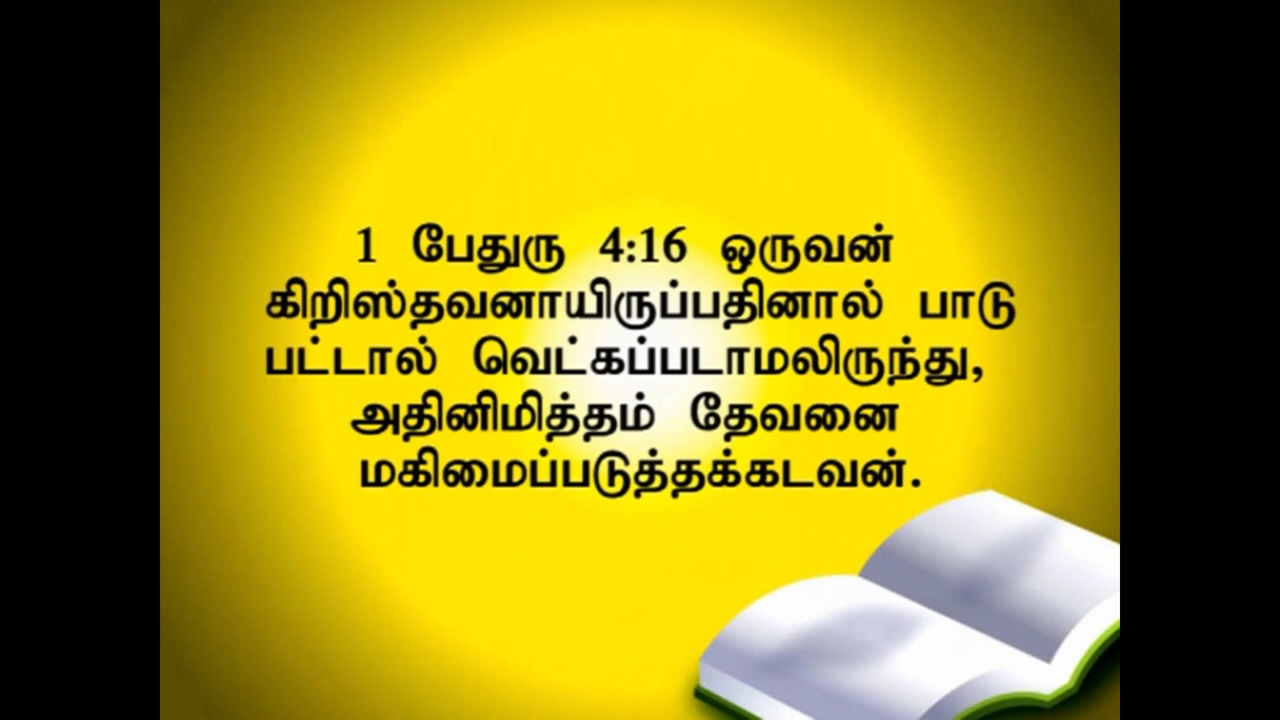 1 பேதுரு 4:16 ஒருவன்
கிறிஸ்தவனாயிருப்பதினால் பாடு
பட்டால் வெட்கப்படாமலிருந்து,
அதினிமித்தம் தேவனை
மகிமைப்படுத்தக்கடவன்.